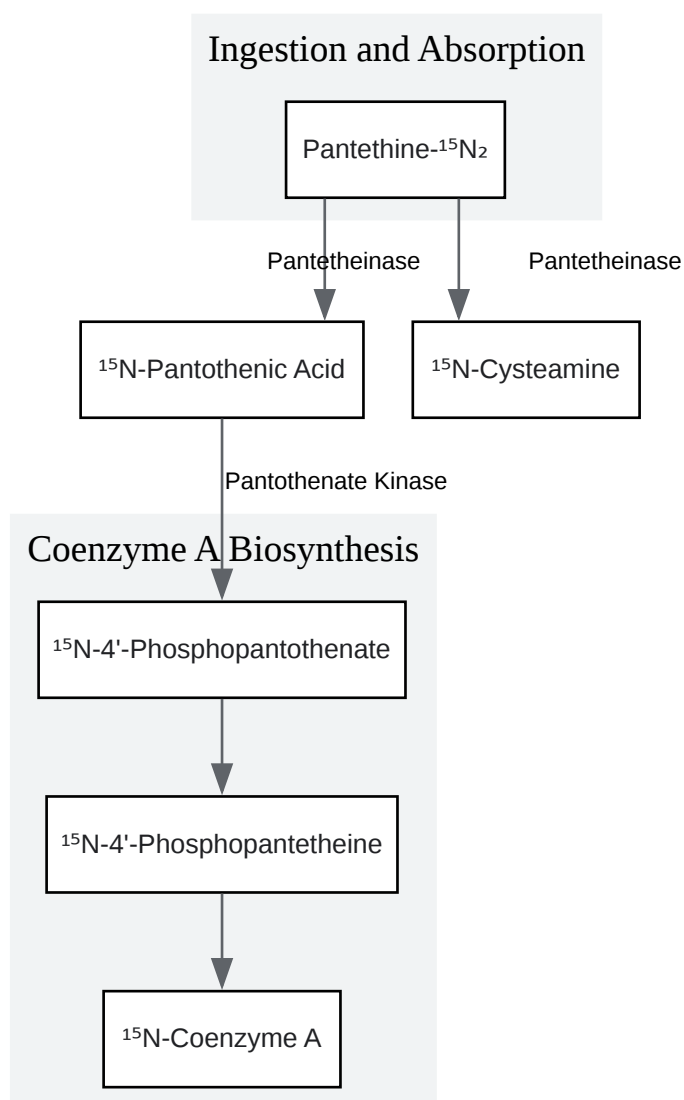 Ingestion and Absorption
Pantethine-¹⁵N₂
Pantetheinase
Pantetheinase
¹⁵N-Pantothenic Acid
¹⁵N-Cysteamine
Pantothenate Kinase
Coenzyme A Biosynthesis
¹⁵N-4'-Phosphopantothenate
¹⁵N-4'-Phosphopantetheine
¹⁵N-Coenzyme A